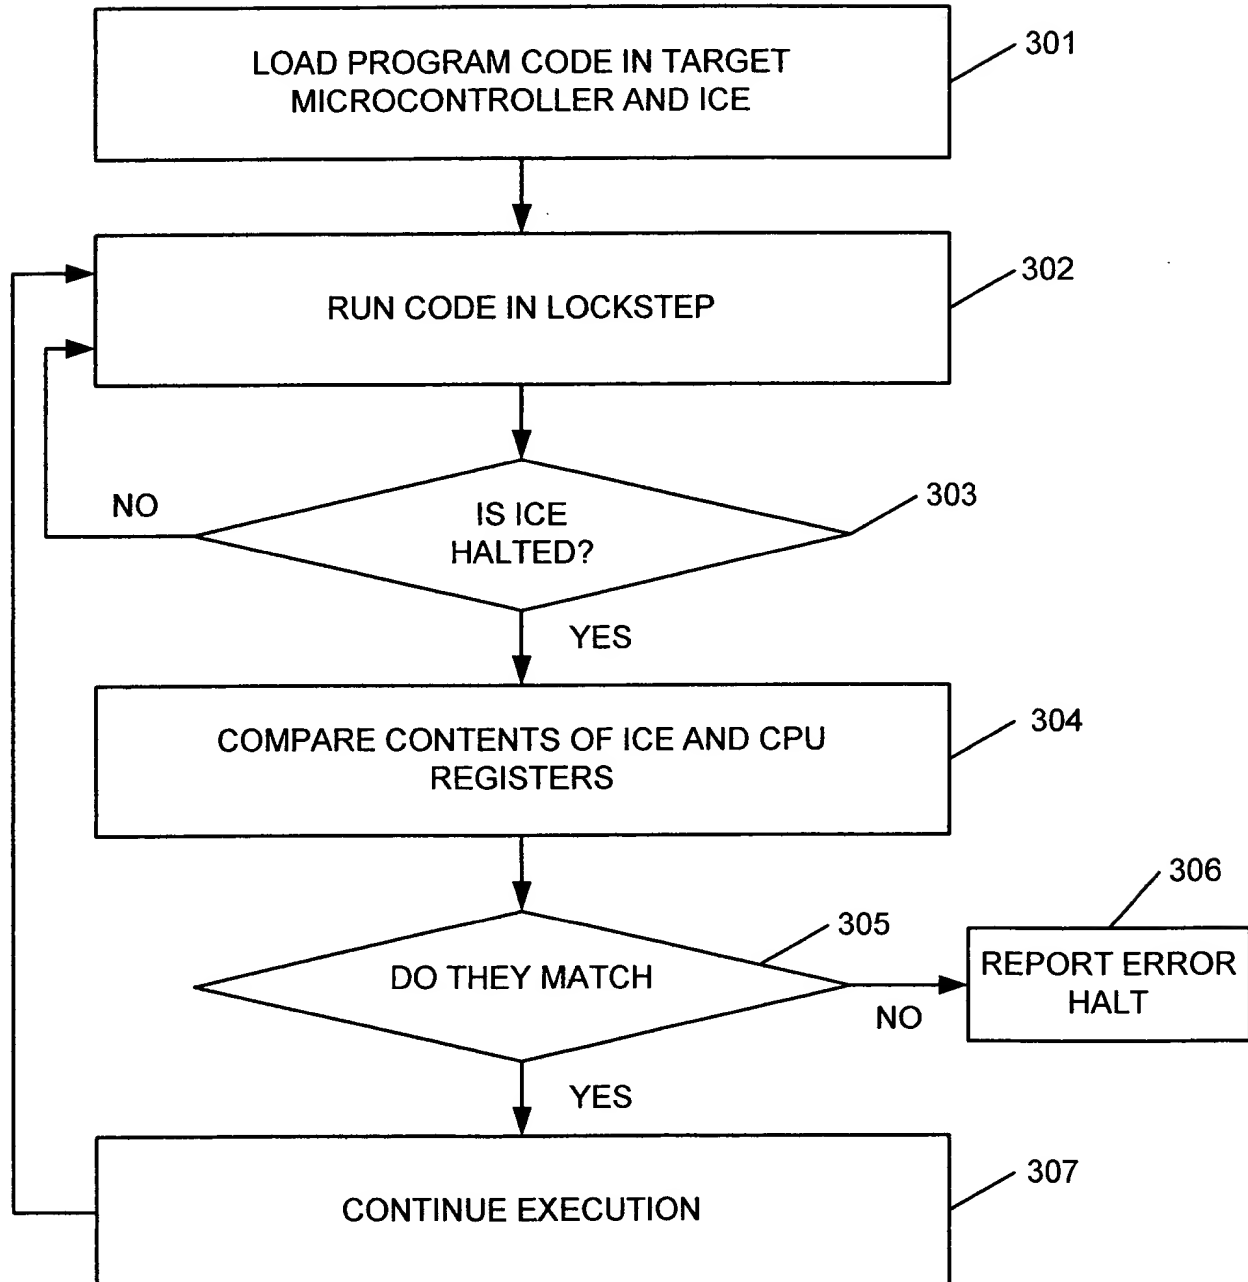 LOAD PROGRAM CODE IN TARGET
MICROCONTROLLER AND ICE
301
RUN CODE IN LOCKSTEP
302
NO
IS ICE
HALTED?
303
YES
COMPARE CONTENTS OF ICE AND CPU
REGISTERS
304
DO THEY MATCH
305
NO
306
REPORT ERROR
HALT
YES
CONTINUE EXECUTION
307